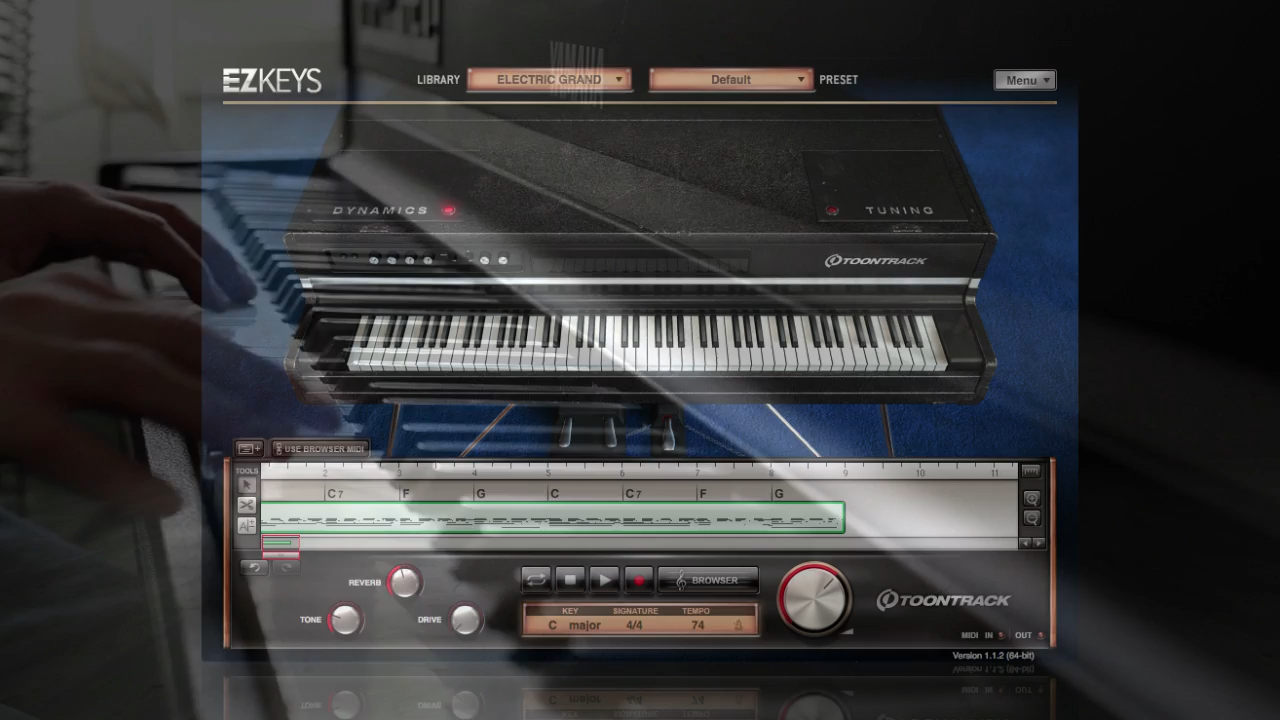 YAMAHA
EZKEYS
LIBRARY ELECTRIC GRAND Default PRESET Menu
DYNAMICS TUNING
TOONTRACK
USE BROWSER MIDI
TOOLS 2 3 4 5 6 7 8 9 10 11
C7 F G C C7 F G
REVERB
BROWSER
TONE DRIVE
KEY SIGNATURE TEMPO
C major 4/4 74
TOONTRACK
MIDI IN OUT
Version 1.1.2 (64-bit)